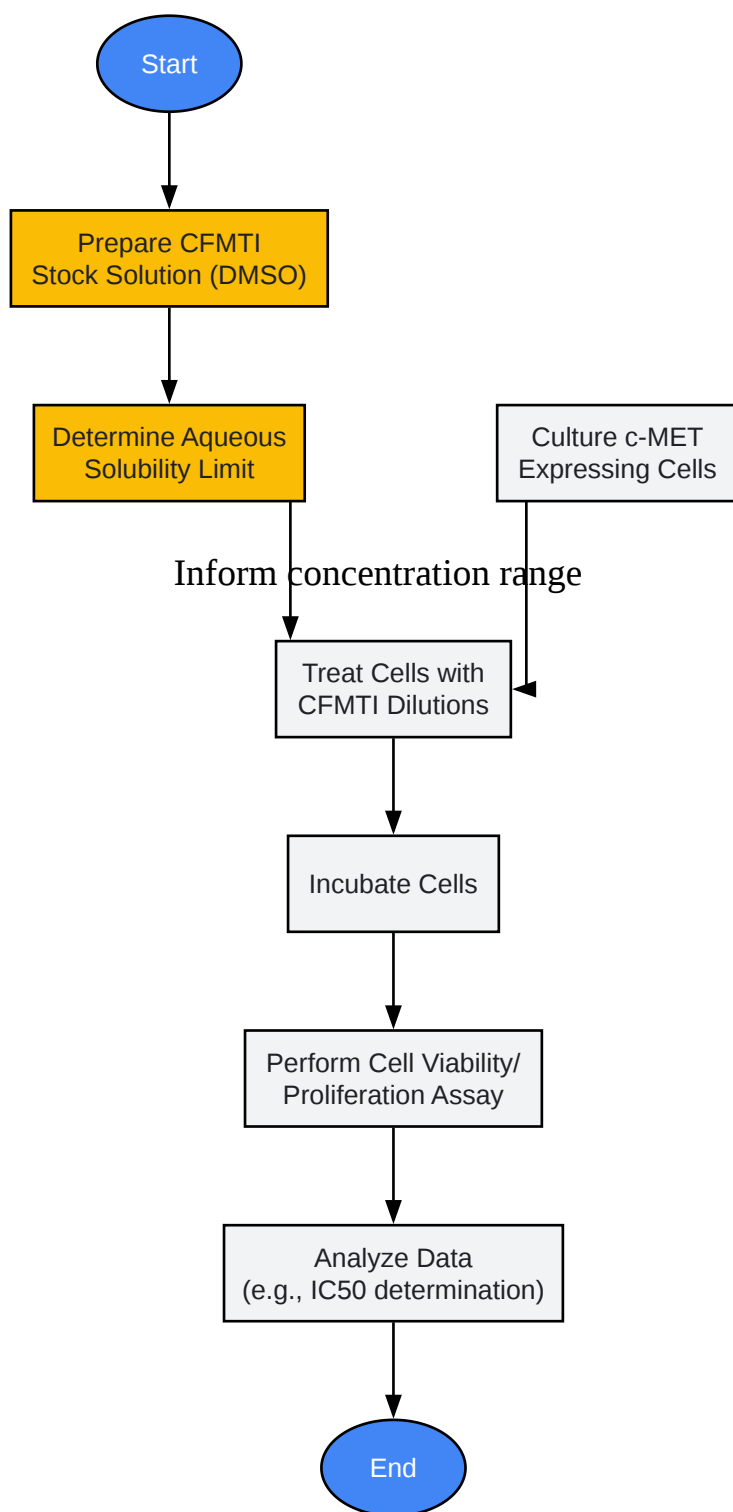 Start
Prepare CFMTI
Stock Solution (DMSO)
Determine Aqueous
Solubility Limit
Culture c-MET
Expressing Cells
Inform concentration range
Treat Cells with
CFMTI Dilutions
Incubate Cells
Perform Cell Viability/
Proliferation Assay
Analyze Data
(e.g., IC50 determination)
End